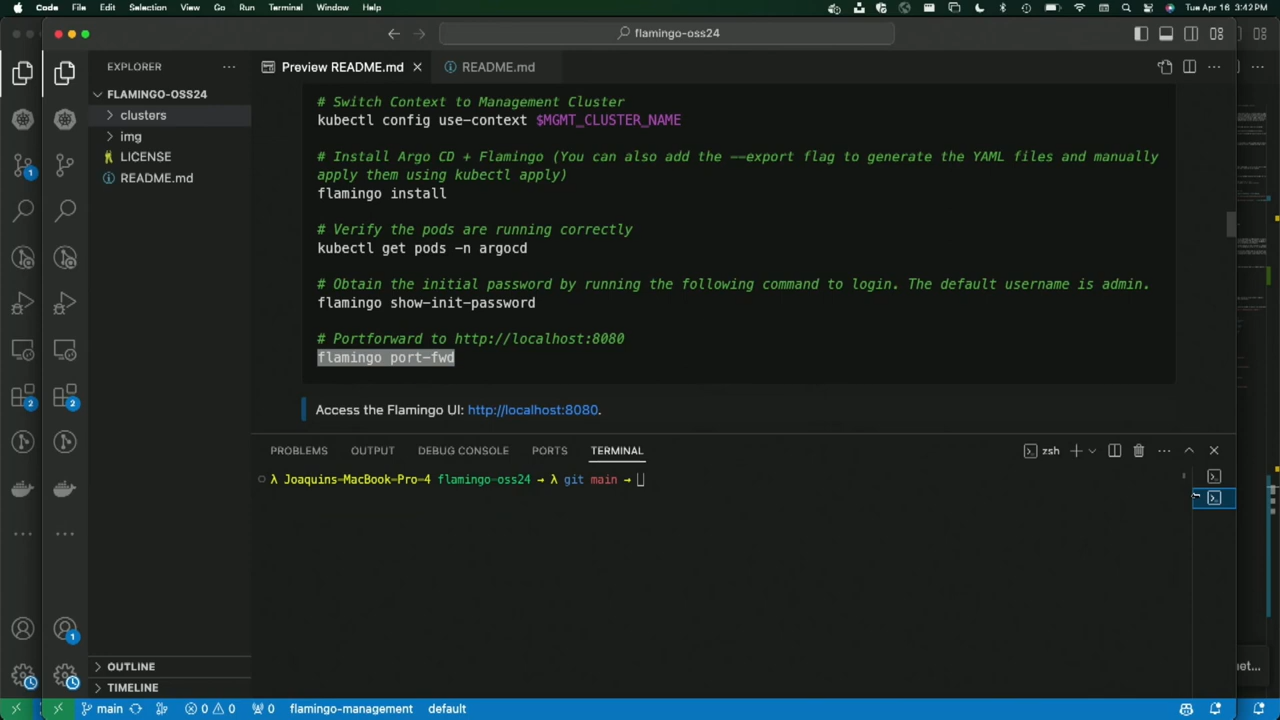 Code File Edit Selection View Go Run Terminal Window Help
Tue Apr 16 3:42 PM
flamingo-oss24
EXPLORER
Preview README.md
README.md
FLAMINGO-OSS24
clusters
img
LICENSE
README.md
# Switch Context to Management Cluster
kubectl config use-context $MGMT_CLUSTER_NAME
# Install Argo CD + Flamingo (You can also add the --export flag to generate the YAML files and manually
apply them using kubectl apply)
flamingo install
# Verify the pods are running correctly
kubectl get pods -n argocd
# Obtain the initial password by running the following command to login. The default username is admin.
flamingo show-init-password
# Portforward to http://localhost:8080
flamingo port-fwd
Access the Flamingo UI: http://localhost:8080.
PROBLEMS OUTPUT DEBUG CONSOLE PORTS TERMINAL
zsh
λ Joaquins-MacBook-Pro-4 flamingo-oss24 → λ git main →
1
2
2
1
OUTLINE
TIMELINE
et...
main 0 0 0 flamingo-management default